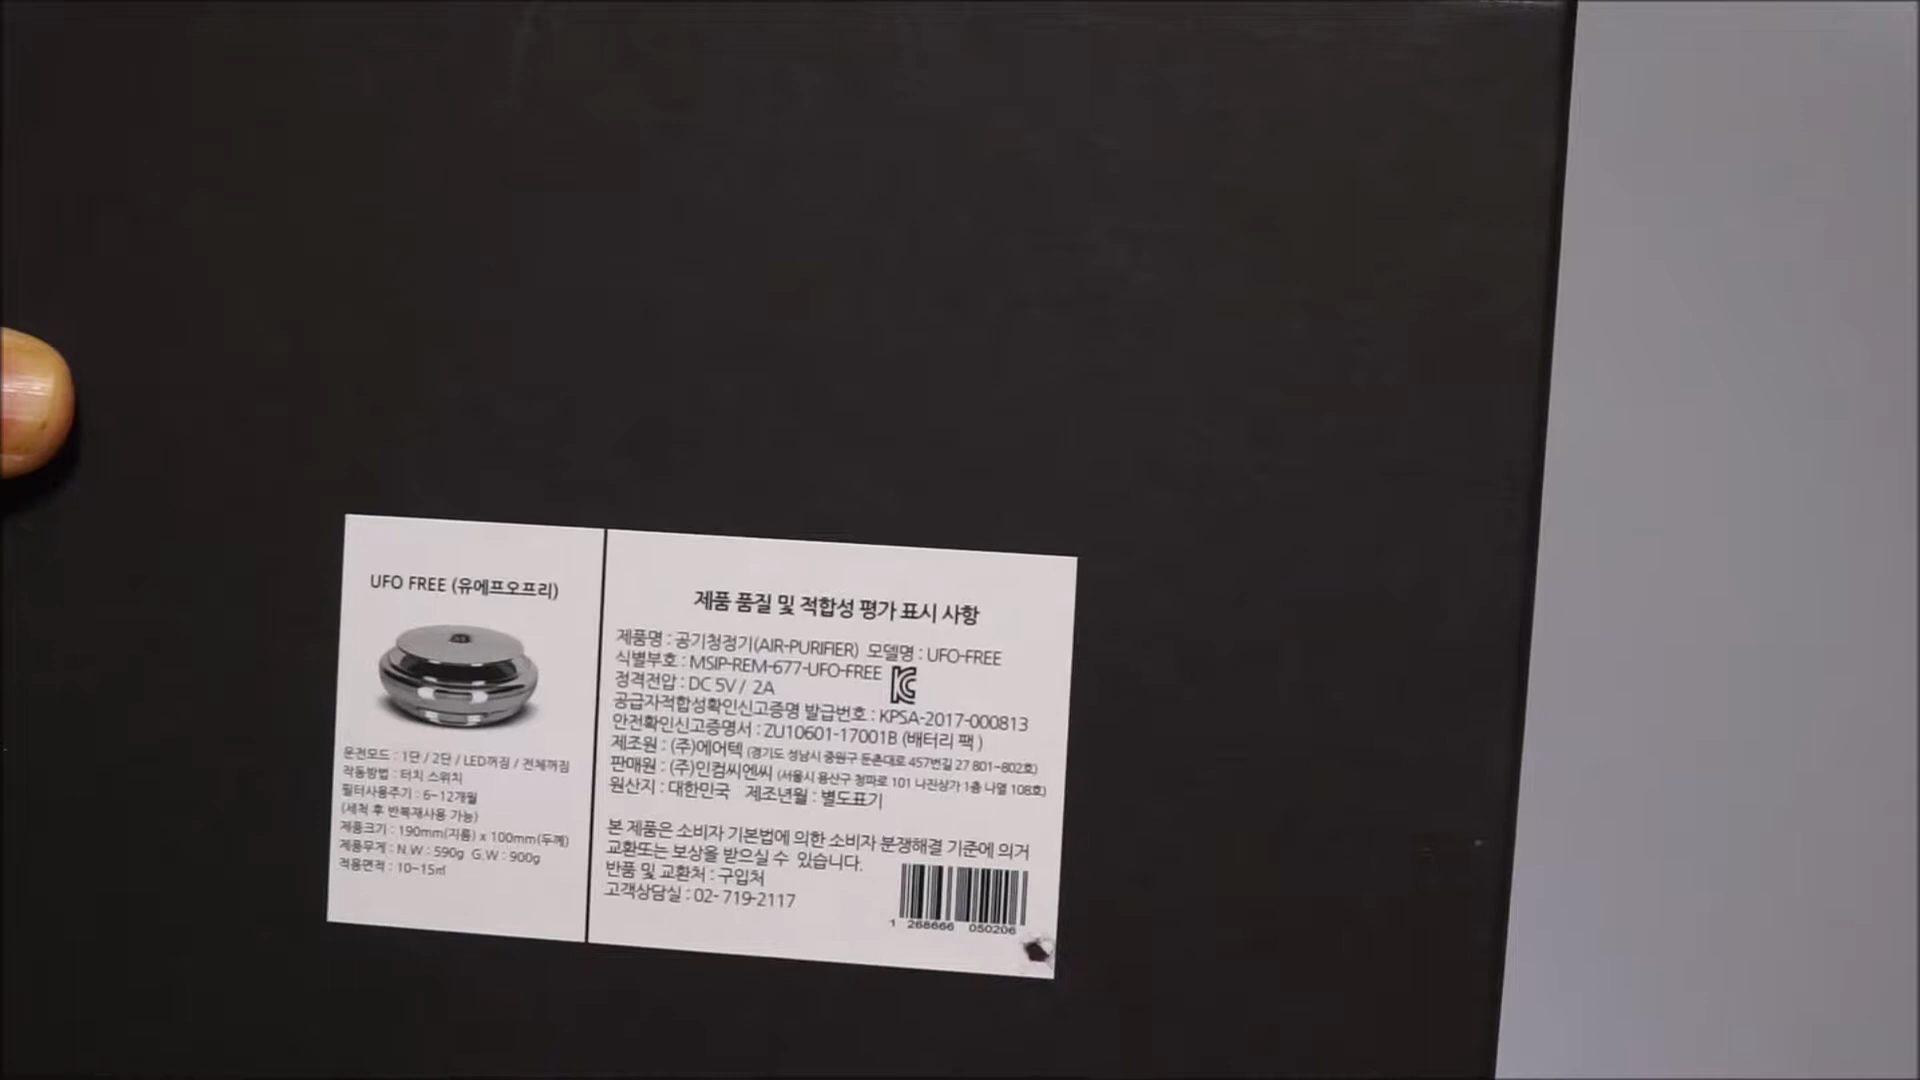 UFO FREE (유에프오프리)
운전모드 : 1단 / 2단 / LED꺼짐 / 전체꺼짐
작동방법 : 터치 스위치
필터사용주기 : 6~12개월
(세척 후 반복재사용 가능)
제품크기 : 190mm(지름) x 100mm(두께)
제품무게 : N.W : 590g G.W : 900g
적용면적 : 10~15㎡
제품 품질 및 적합성 평가 표시 사항
제품명 : 공기청정기(AIR-PURIFIER) 모델명 : UFO-FREE
식별부호 : MSIP-REM-677-UFO-FREE
정격전압 : DC 5V / 2A
공급자적합성확인신고증명 발급번호 : KPSA-2017-000813
안전확인신고증명서 : ZU10601-17001B (배터리 팩)
제조원 : (주)에어텍 (경기도 성남시 중원구 둔촌대로 457번길 27 801~802호)
판매원 : (주)인컴씨엔씨 (서울시 용산구 청파로 101 나진상가 1층 나열 108호)
원산지 : 대한민국 제조년월 : 별도표기
본 제품은 소비자 기본법에 의한 소비자 분쟁해결 기준에 의거
교환또는 보상을 받으실 수 있습니다.
반품 및 교환처 : 구입처
고객상담실 : 02- 719-2117
1 268666 050206